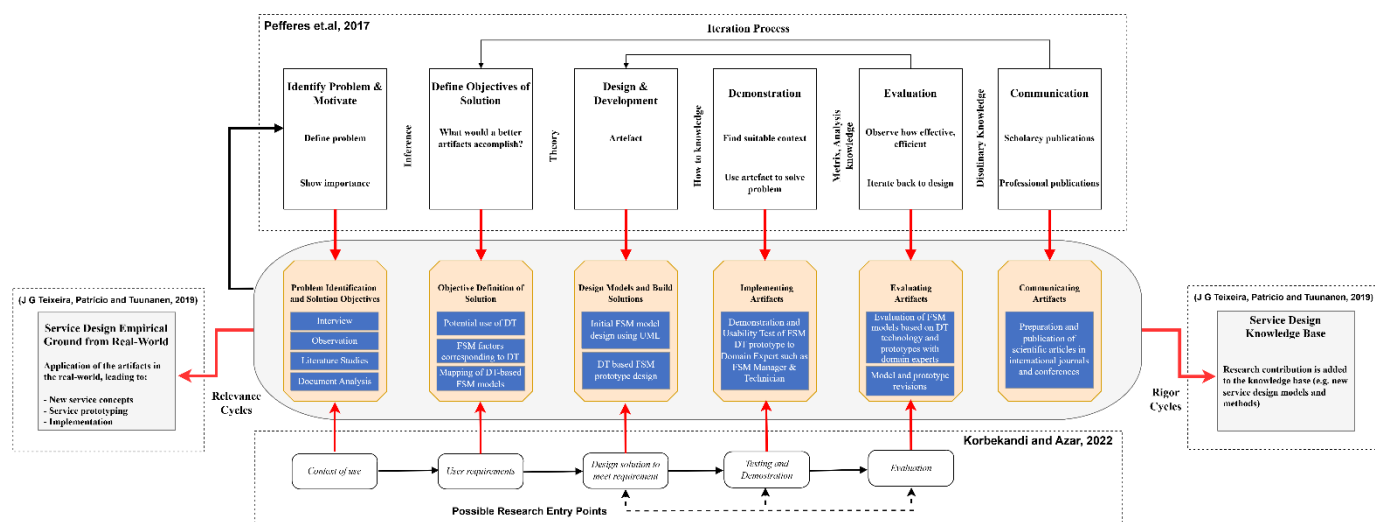 Pefferes et.al, 2017
Iteration Process
Identify Problem &
Motivate
Define problem
Show importance
Inference
Define Objectives of
Solution
What would a better
artifacts accomplish?
Theory
Design &
Development
Artefact
How to knowledge
Demonstration
Find suitable context
Use artefact to solve
problem
Metrix, Analysis
knowledge
Evaluation
Observe how effective,
efficient
Iterate back to design
Disolinary Knowledge
Communication
Scholarcy publications
Professional publications
(J G Teixeira, Patrício and Tuunanen, 2019)
Service Design Empirical
Ground from Real-World
Application of the artifacts in
the real-world, leading to:
- New service concepts
- Service prototyping
- Implementation
Relevance
Cycles
Problem Identification
and Solution Objectives
Interview
Observation
Literature Studies
Document Analysis
Objective Definition of
Solution
Potential use of DT
FSM factors
corresponding to DT
Mapping of DT-based
FSM models
Design Models and Build
Solutions
Initial FSM model
design using UML
DT based FSM
prototype design
Implementing
Artifacts
Demonstration and
Usability Test of FSM
DT prototype to
Domain Expert such as
FSM Manager &
Technician
Evaluating
Artifacts
Evaluation of FSM
models based on DT
technology and
prototypes with
domain experts
Model and prototype
revisions
Communicating
Artifacts
Preparation and
publication of
scientific articles in
international journals
and conferences
Rigor
Cycles
(J G Teixeira, Patrício and Tuunanen, 2019)
Service Design
Knowledge Base
Research contribution is added
to the knowledge base (e.g. new
service design models and
methods)
Korbekandi and Azar, 2022
Context of use
User requirements
Design solution to
meet requirement
Testing and
Demostration
Evaluation
Possible Research Entry Points